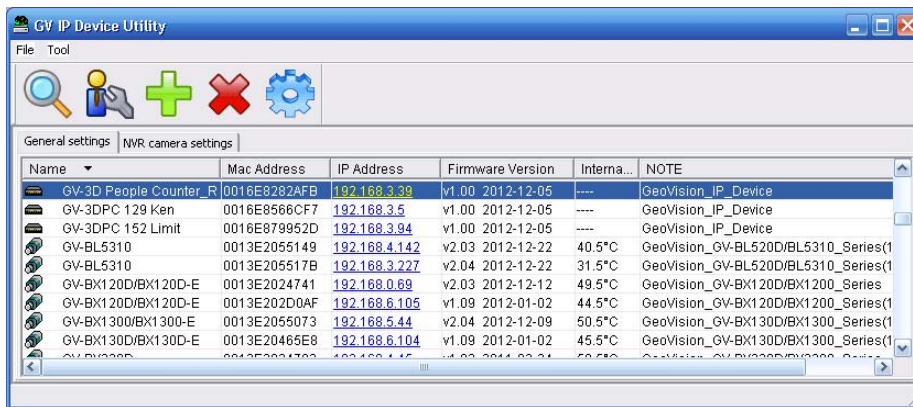 GV IP Device Utility
File Tool
General settings NVR camera settings
Name Mac Address IP Address Firmware Version Interna... NOTE
GV-3D People Counter_R 0016E8282AFB 192.168.3.39 v1.00 2012-12-05 ---- GeoVision_IP_Device
GV-3DPC 129 Ken 0016E8566CF7 192.168.3.5 v1.00 2012-12-05 ---- GeoVision_IP_Device
GV-3DPC 152 Limit 0016E879952D 192.168.3.94 v1.00 2012-12-05 ---- GeoVision_IP_Device
GV-BL5310 0013E2055149 192.168.4.142 v2.03 2012-12-22 40.5°C GeoVision_GV-BL520D/BL5310_Series(1
GV-BL5310 0013E205517B 192.168.3.227 v2.04 2012-12-22 31.5°C GeoVision_GV-BL520D/BL5310_Series(1
GV-BX120D/BX120D-E 0013E2024741 192.168.0.69 v2.03 2012-12-12 49.5°C GeoVision_GV-BX120D/BX1200_Series
GV-BX120D/BX120D-E 0013E202D0AF 192.168.6.105 v1.09 2012-01-02 44.5°C GeoVision_GV-BX120D/BX1200_Series(1
GV-BX1300/BX1300-E 0013E2055073 192.168.5.44 v2.04 2012-12-09 50.5°C GeoVision_GV-BX130D/BX1300_Series(1
GV-BX130D/BX130D-E 0013E20465E8 192.168.6.104 v1.09 2012-01-02 45.5°C GeoVision_GV-BX130D/BX1300_Series(1